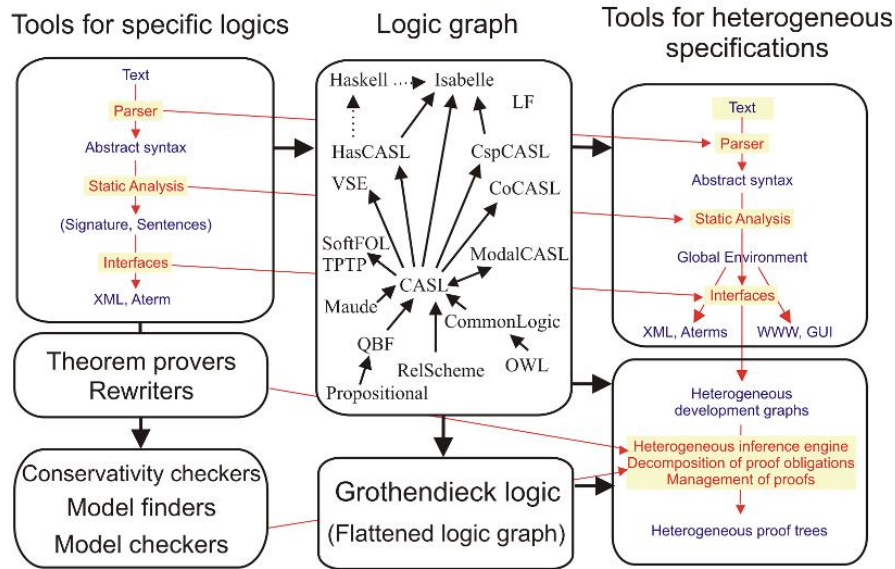 Tools for specific logics
Text
Parser
Abstract syntax
Static Analysis
(Signature, Sentences)
Interfaces
XML, Aterm
Theorem provers
Rewriters
Conservativity checkers
Model finders
Model checkers
Logic graph
Haskell
Isabelle
LF
HasCASL
CspCASL
VSE
CoCASL
SoftFOL
TPTP
ModalCASL
CASL
Maude
CommonLogic
QBF
OWL
RelScheme
Propositional
Grothendieck logic
(Flattened logic graph)
Tools for heterogeneous
specifications
Text
Parser
Abstract syntax
Static Analysis
Global Environment
Interfaces
XML, Aterms
WWW, GUI
Heterogeneous
development graphs
Heterogeneous inference engine
Decomposition of proof obligations
Management of proofs
Heterogeneous proof trees